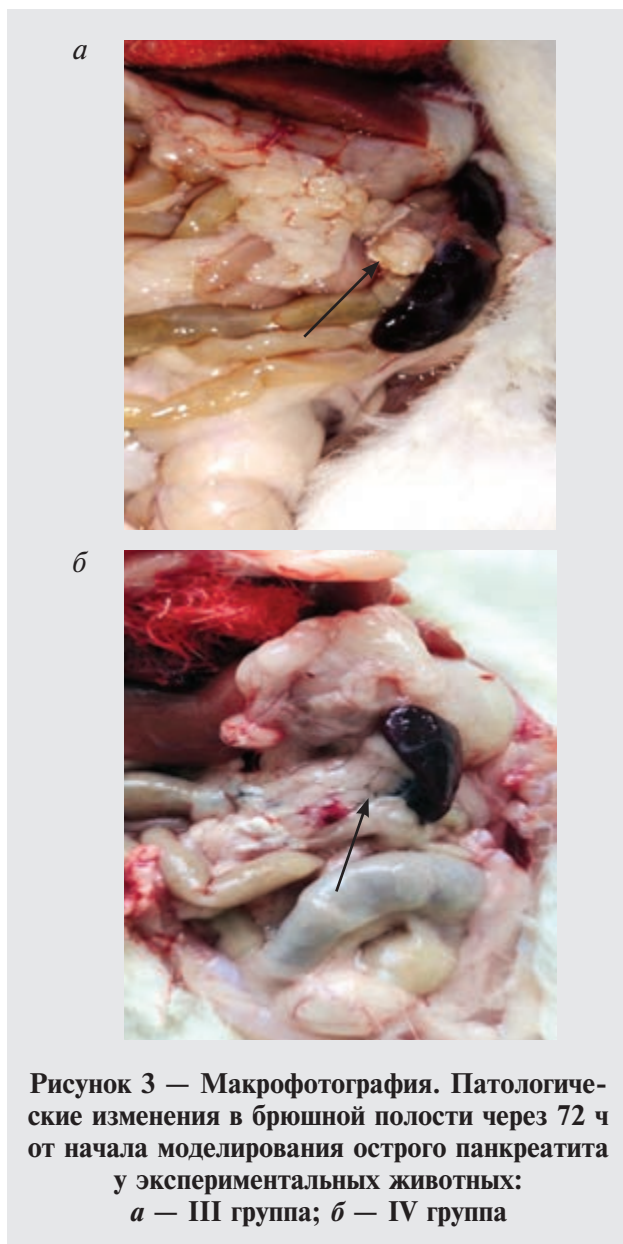 а
б
Рисунок 3 — Макрофотография. Патологиче-
ские изменения в брюшной полости через 72 ч
от начала моделирования острого панкреатита
у экспериментальных животных:
а — III группа; б — IV группа